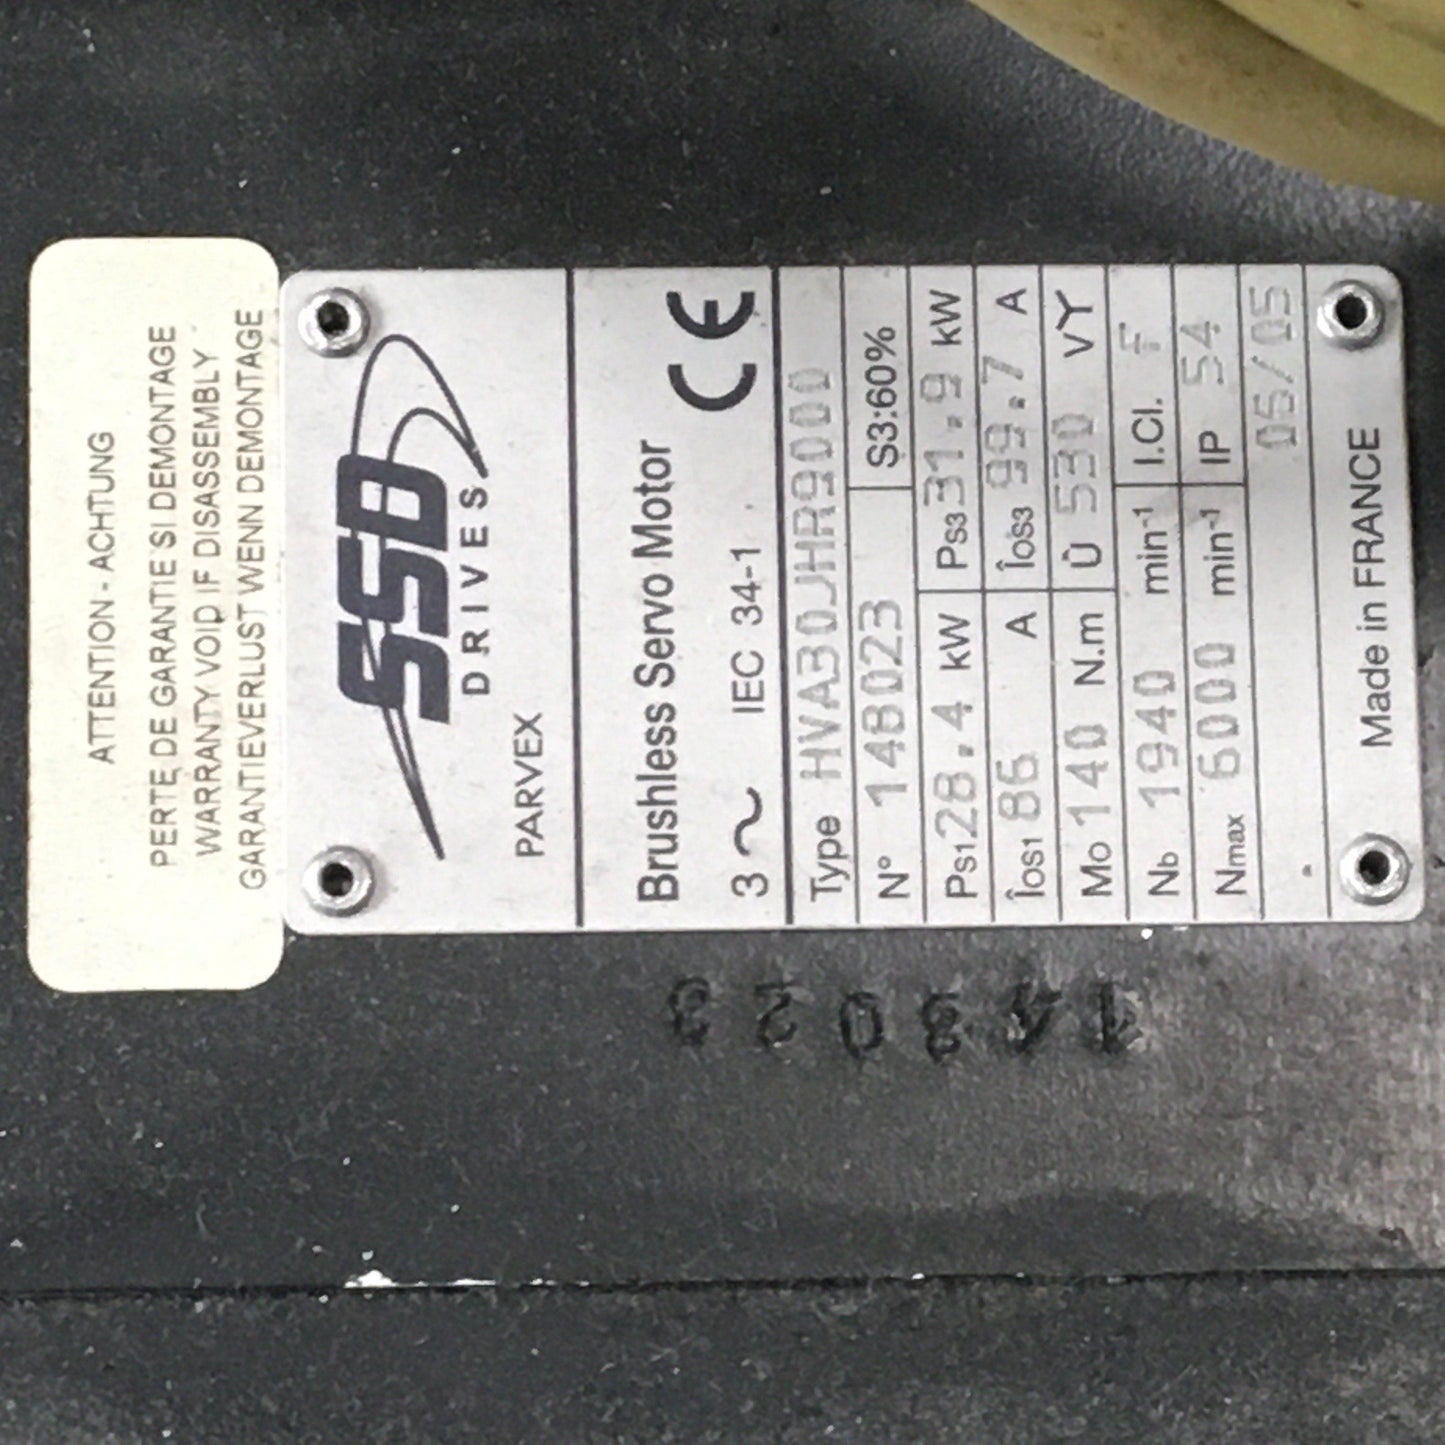 ATTENTION - ACHTUNG
PERTE DE GARANTIE SI DEMONTAGE
WARRANTY VOID IF DISASSEMBLY
GARANTIEVERLUST WENN DEMONTAGE
SSD
DRIVES
PARVEX
Brushless Servo Motor
3 ~ IEC 34-1 CE
Type HVA30JHR9000
N° 148023 S3:60%
Ps1 28.4 kW Ps3 31.9 kW
Îos1 86 A Îos3 99.7 A
Mo 140 N.m Û 530 VY
Nb 1940 min-1 I.Cl. F
Nmax 6000 min-1 IP 54
05/05
Made in FRANCE
148023